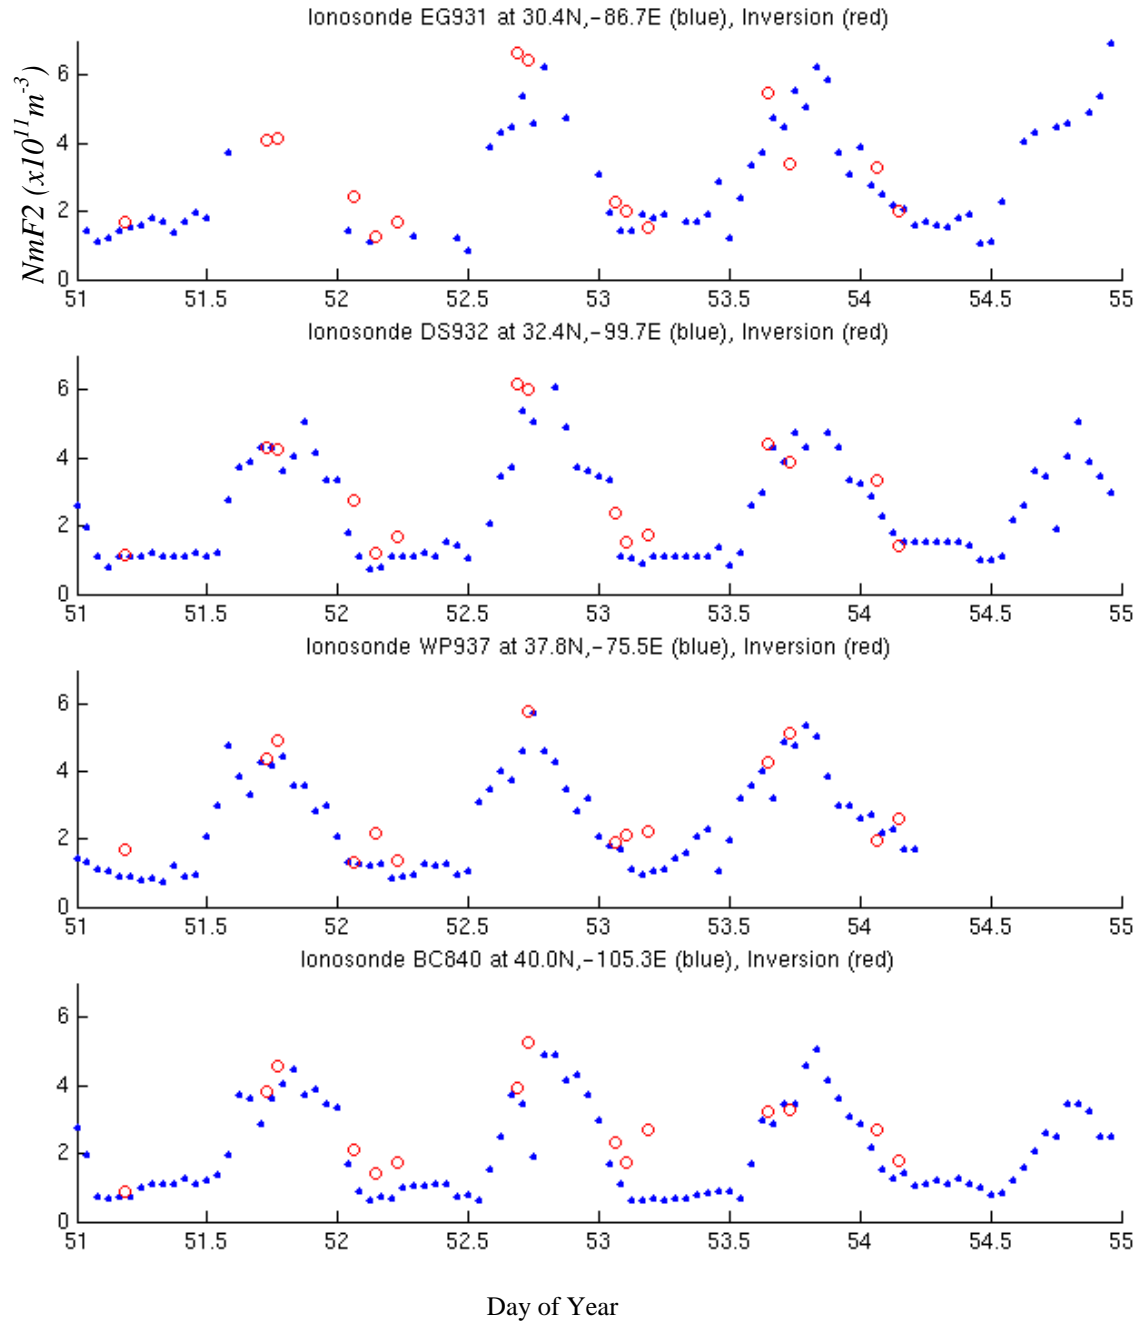 Ionosonde EG931 at 30.4N,−86.7E (blue), Inversion (red)
NmF2 (x10^11 m^-3)
6
4
2
0
51 51.5 52 52.5 53 53.5 54 54.5 55
Ionosonde DS932 at 32.4N,−99.7E (blue), Inversion (red)
6
4
2
0
51 51.5 52 52.5 53 53.5 54 54.5 55
Ionosonde WP937 at 37.8N,−75.5E (blue), Inversion (red)
6
4
2
0
51 51.5 52 52.5 53 53.5 54 54.5 55
Ionosonde BC840 at 40.0N,−105.3E (blue), Inversion (red)
6
4
2
0
51 51.5 52 52.5 53 53.5 54 54.5 55
Day of Year